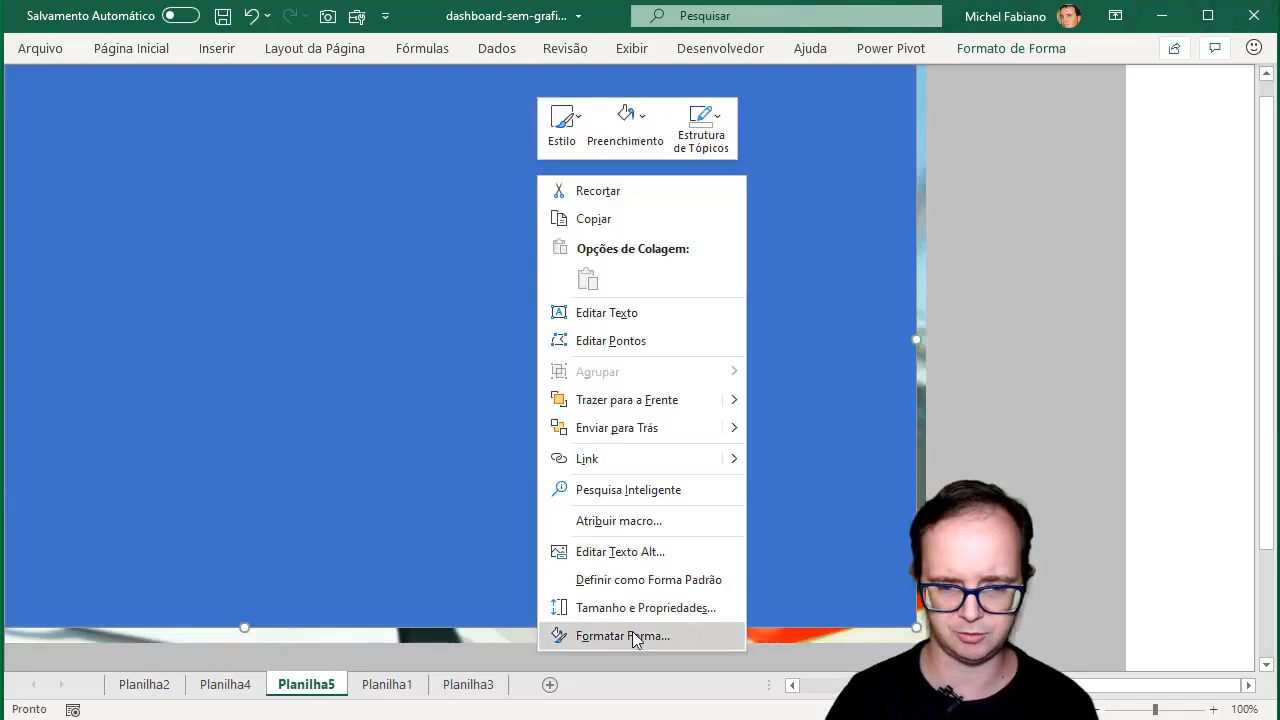 Salvamento Automático
dashboard-sem-grafi...
Pesquisar
Michel Fabiano
Arquivo
Página Inicial
Inserir
Layout da Página
Fórmulas
Dados
Revisão
Exibir
Desenvolvedor
Ajuda
Power Pivot
Formato de Forma
Estilo
Preenchimento
Estrutura
de Tópicos
Recortar
Copiar
Opções de Colagem:
Editar Texto
Editar Pontos
Agrupar
Trazer para a Frente
Enviar para Trás
Link
Pesquisa Inteligente
Atribuir macro...
Editar Texto Alt...
Definir como Forma Padrão
Tamanho e Propriedades...
Formatar Forma...
Planilha2
Planilha4
Planilha5
Planilha1
Planilha3
Pronto
100%